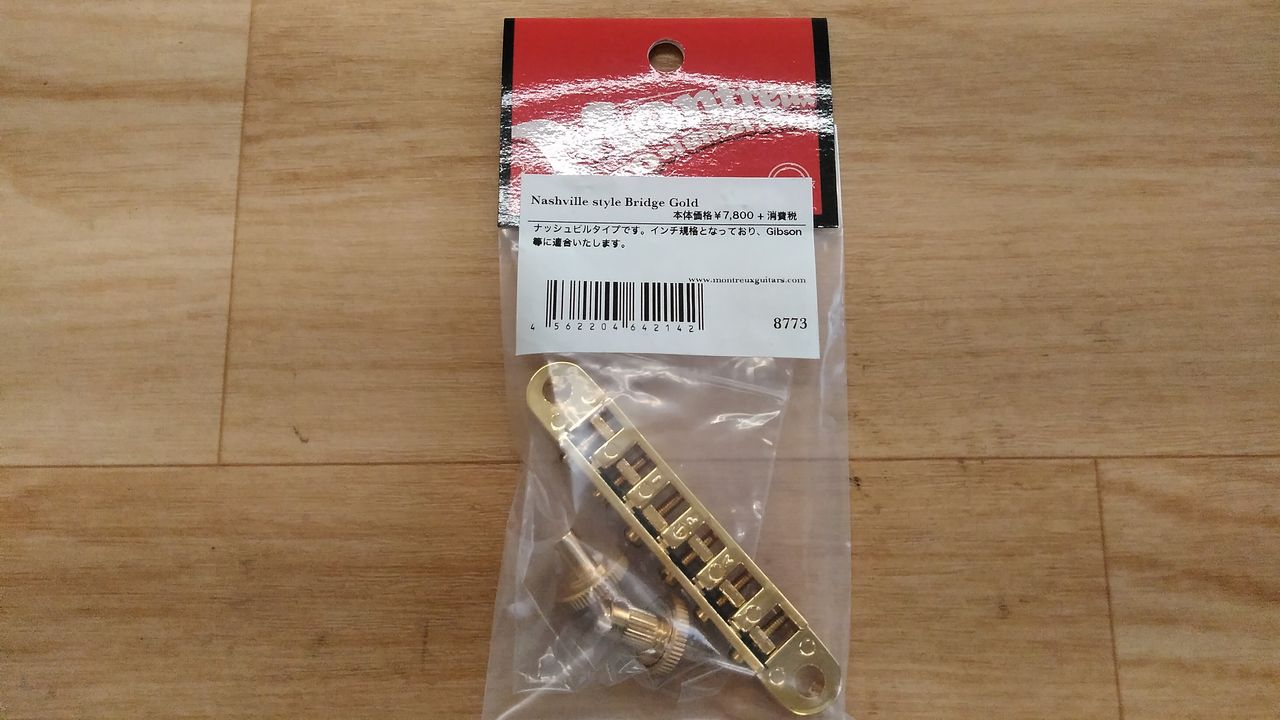 Montreux
Nashville style Bridge Gold
本体価格￥7,800 + 消費税
ナッシュビルタイプです。インチ規格となっており、Gibson
等に適合いたします。
www.montreuxguitars.com
4 562204 642142
8773